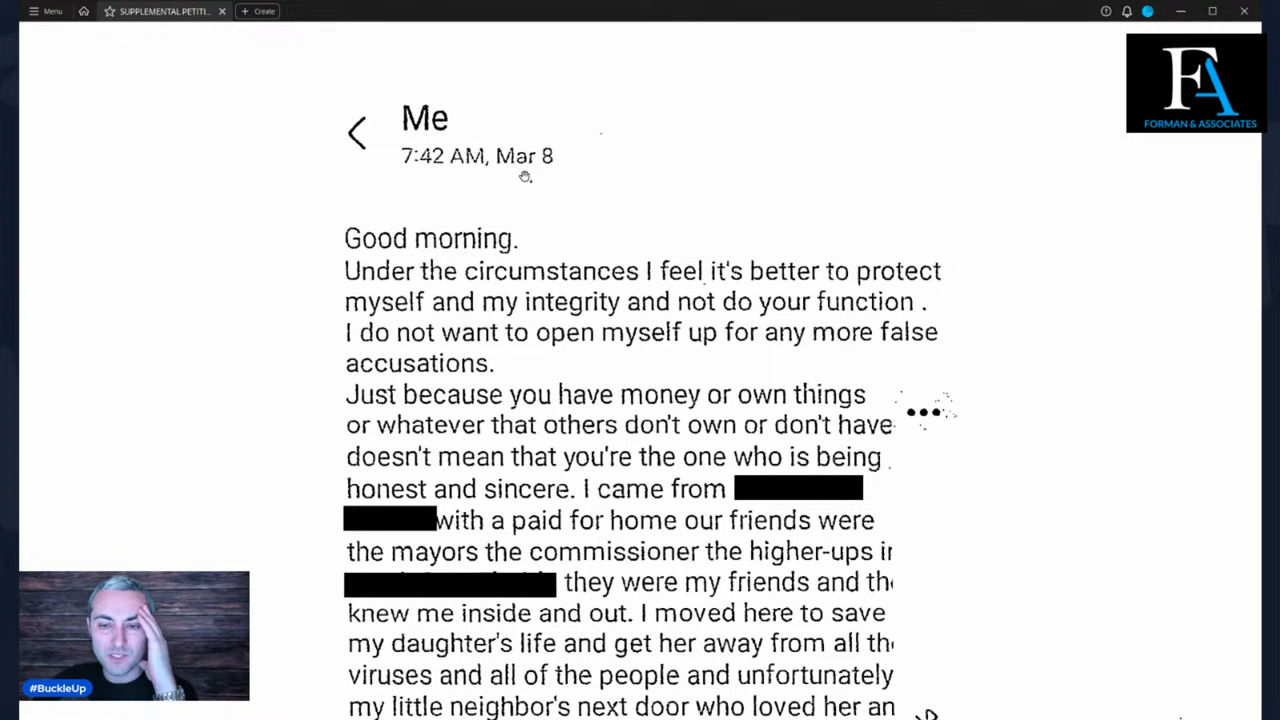 Menu
SUPPLEMENTAL PETITI...
Create
FA
FORMAN & ASSOCIATES
Me
7:42 AM, Mar 8
Good morning.
Under the circumstances I feel it's better to protect
myself and my integrity and not do your function .
I do not want to open myself up for any more false
accusations.
Just because you have money or own things
or whatever that others don't own or don't have
doesn't mean that you're the one who is being
honest and sincere. I came from
with a paid for home our friends were
the mayors the commissioner the higher-ups
they were my friends and
knew me inside and out. I moved here to save
my daughter's life and get her away from all
viruses and all of the people and unfortunately
my little neighbor's next door who loved her
#BuckleUp